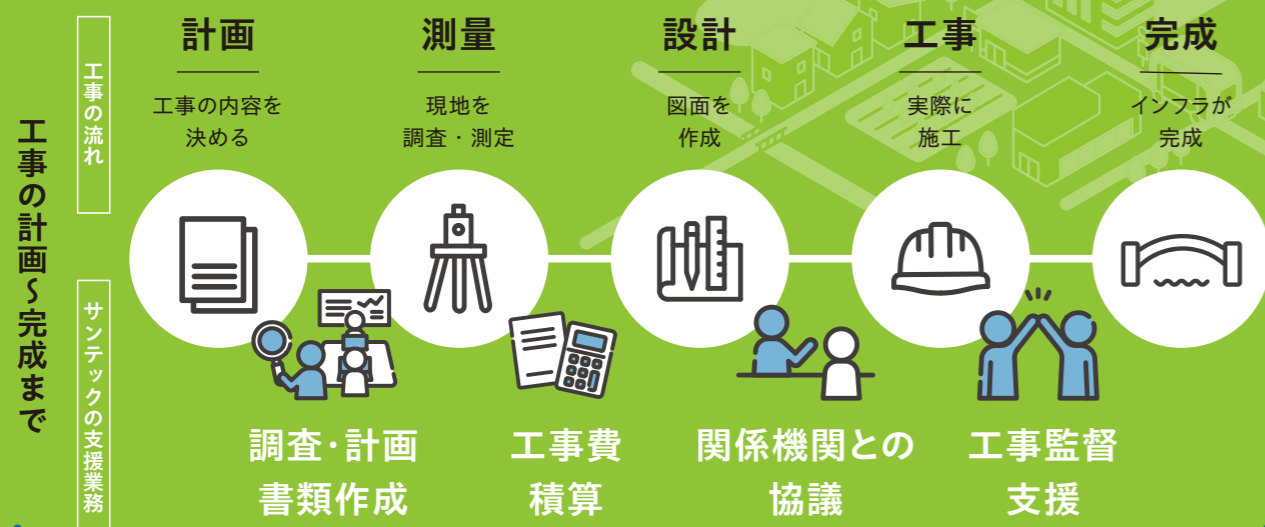 工事の計画～完成まで
工事の流れ
計画
工事の内容を
決める
測量
現地を
調査・測定
設計
図面を
作成
工事
実際に
施工
完成
インフラが
完成
サンテックの支援業務
調査・計画
書類作成
工事費
積算
関係機関との
協議
工事監督
支援